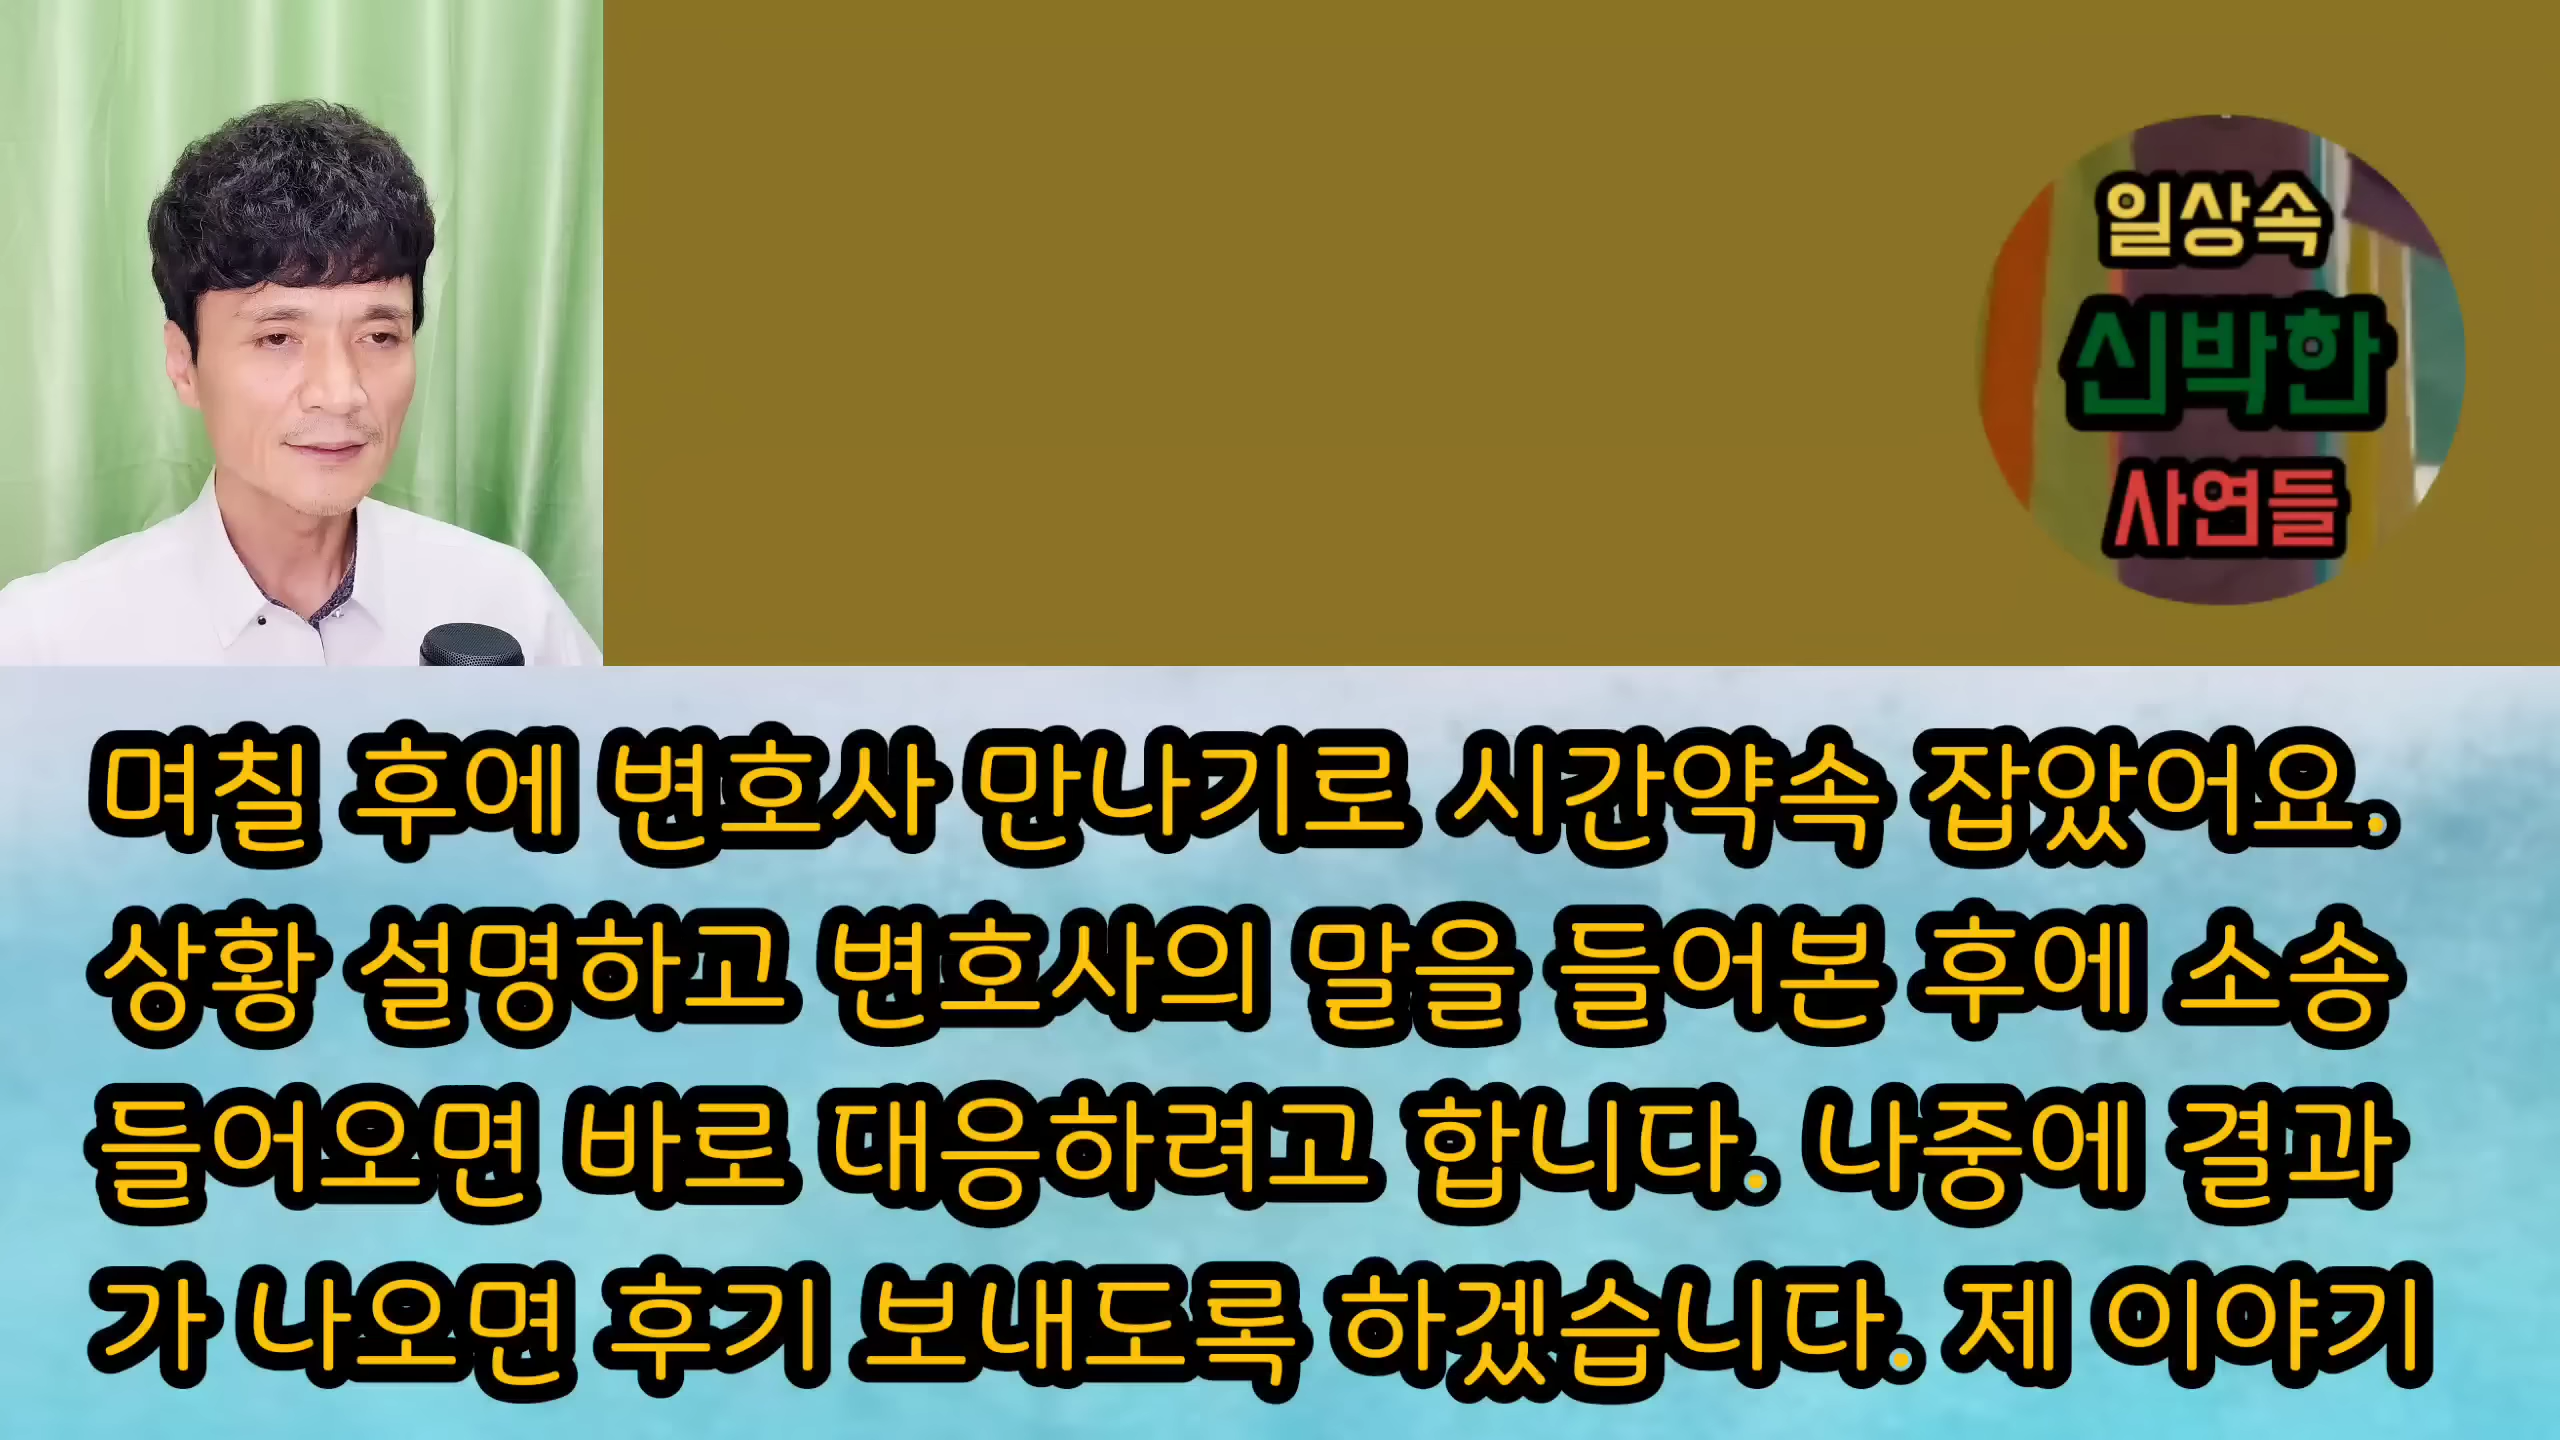 일상속
신박한
사연들
며칠 후에 변호사 만나기로 시간약속 잡았어요.
상황 설명하고 변호사의 말을 들어본 후에 소송
들어오면 바로 대응하려고 합니다. 나중에 결과
가 나오면 후기 보내도록 하겠습니다. 제 이야기